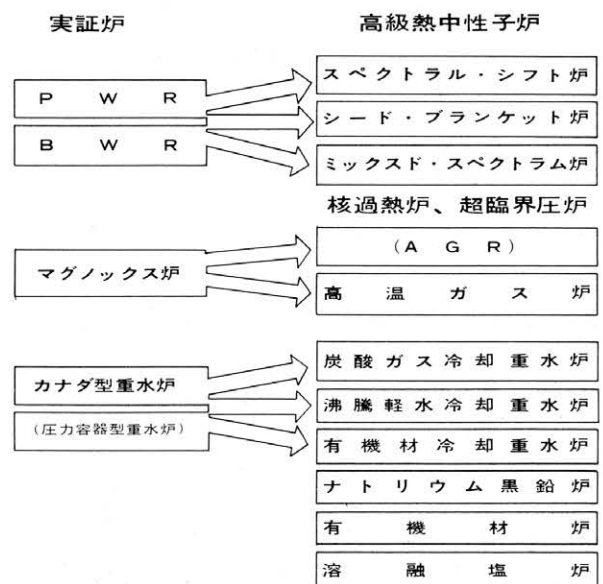 実証炉
高級熱中性子炉
PWR
BWR
スペクトラル・シフト炉
シード・ブランケット炉
ミックスド・スペクトラム炉
核過熱炉、超臨界圧炉
マグノックス炉
(AGR)
高温ガス炉
カナダ型重水炉
(圧力容器型重水炉)
炭酸ガス冷却重水炉
沸騰軽水冷却重水炉
有機材冷却重水炉
ナトリウム黒鉛炉
有機材炉
溶融塩炉